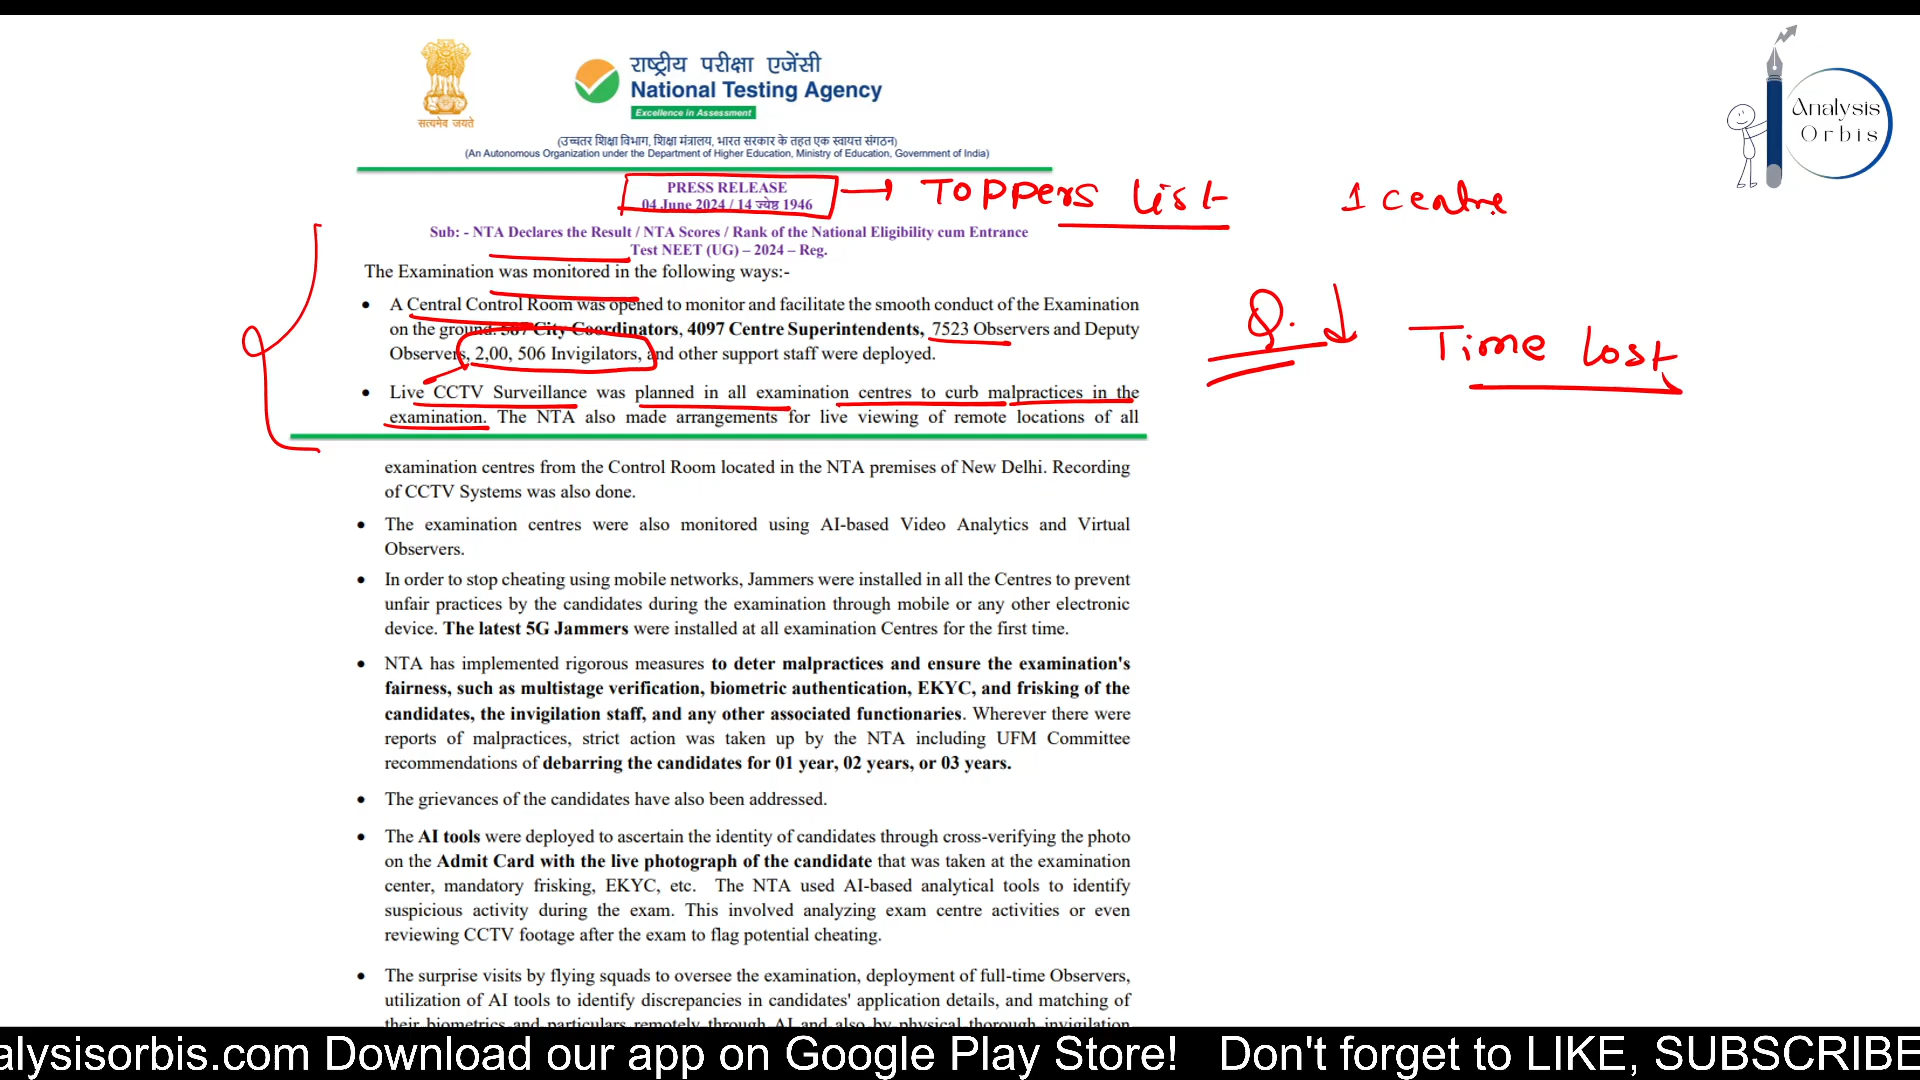 सत्यमेव जयते
राष्ट्रीय परीक्षा एजेंसी
National Testing Agency
Excellence in Assessment
(उच्चतर शिक्षा विभाग, शिक्षा मंत्रालय, भारत सरकार के तहत एक स्वायत्त संगठन)
(An Autonomous Organization under the Department of Higher Education, Ministry of Education, Government of India)
Analysis
Orbis
PRESS RELEASE
04 June 2024 / 14 ज्येष्ठ 1946
Toppers List
1 centre
Sub: - NTA Declares the Result / NTA Scores / Rank of the National Eligibility cum Entrance
Test NEET (UG) – 2024 – Reg.
The Examination was monitored in the following ways:-
• A Central Control Room was opened to monitor and facilitate the smooth conduct of the Examination
on the ground. City Coordinators, 4097 Centre Superintendents, 7523 Observers and Deputy
Observers, 2,00, 506 Invigilators, and other support staff were deployed.
Q. ↓ Time lost
• Live CCTV Surveillance was planned in all examination centres to curb malpractices in the
examination. The NTA also made arrangements for live viewing of remote locations of all
examination centres from the Control Room located in the NTA premises of New Delhi. Recording
of CCTV Systems was also done.
• The examination centres were also monitored using AI-based Video Analytics and Virtual
Observers.
• In order to stop cheating using mobile networks, Jammers were installed in all the Centres to prevent
unfair practices by the candidates during the examination through mobile or any other electronic
device. The latest 5G Jammers were installed at all examination Centres for the first time.
• NTA has implemented rigorous measures to deter malpractices and ensure the examination's
fairness, such as multistage verification, biometric authentication, EKYC, and frisking of the
candidates, the invigilation staff, and any other associated functionaries. Wherever there were
reports of malpractices, strict action was taken up by the NTA including UFM Committee
recommendations of debarring the candidates for 01 year, 02 years, or 03 years.
• The grievances of the candidates have also been addressed.
• The AI tools were deployed to ascertain the identity of candidates through cross-verifying the photo
on the Admit Card with the live photograph of the candidate that was taken at the examination
center, mandatory frisking, EKYC, etc. The NTA used AI-based analytical tools to identify
suspicious activity during the exam. This involved analyzing exam centre activities or even
reviewing CCTV footage after the exam to flag potential cheating.
• The surprise visits by flying squads to oversee the examination, deployment of full-time Observers,
utilization of AI tools to identify discrepancies in candidates' application details, and matching of
their biometrics and particulars remotely through AI and also by physical thorough invigilation
alysisorbis.com Download our app on Google Play Store! Don't forget to LIKE, SUBSCRIBE